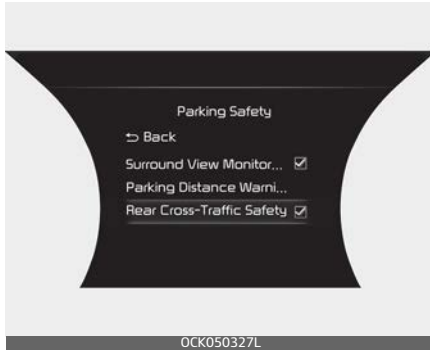 Parking Safety
⮌ Back
Surround View Monitor...
Parking Distance Warni...
Rear Cross-Traffic Safety
OCK050327L